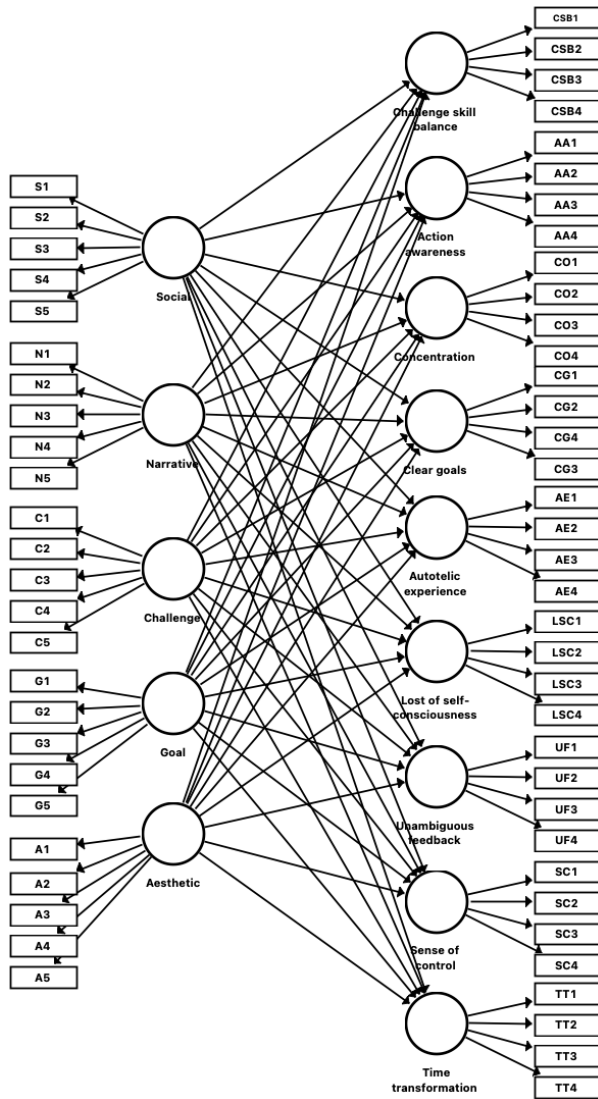 S1
S2
S3
S4
S5
Social
N1
N2
N3
N4
N5
Narrative
C1
C2
C3
C4
C5
Challenge
G1
G2
G3
G4
G5
Goal
A1
A2
A3
A4
A5
Aesthetic
Challenge skill
balance
CSB1
CSB2
CSB3
CSB4
Action
awareness
AA1
AA2
AA3
AA4
Concentration
CO1
CO2
CO3
CO4
Clear goals
CG1
CG2
CG4
CG3
Autotelic
experience
AE1
AE2
AE3
AE4
Lost of self-
consciousness
LSC1
LSC2
LSC3
LSC4
Unambiguous
feedback
UF1
UF2
UF3
UF4
Sense of
control
SC1
SC2
SC3
SC4
Time
transformation
TT1
TT2
TT3
TT4